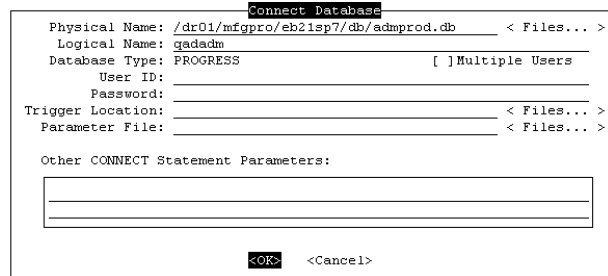 Connect Database
Physical Name: /dr01/mfgpro/eb21sp7/db/admprod.db < Files... >
Logical Name: qadadm
Database Type: PROGRESS [ ]Multiple Users
User ID:
Password:
Trigger Location: < Files... >
Parameter File: < Files... >
Other CONNECT Statement Parameters:
<OK> <Cancel>